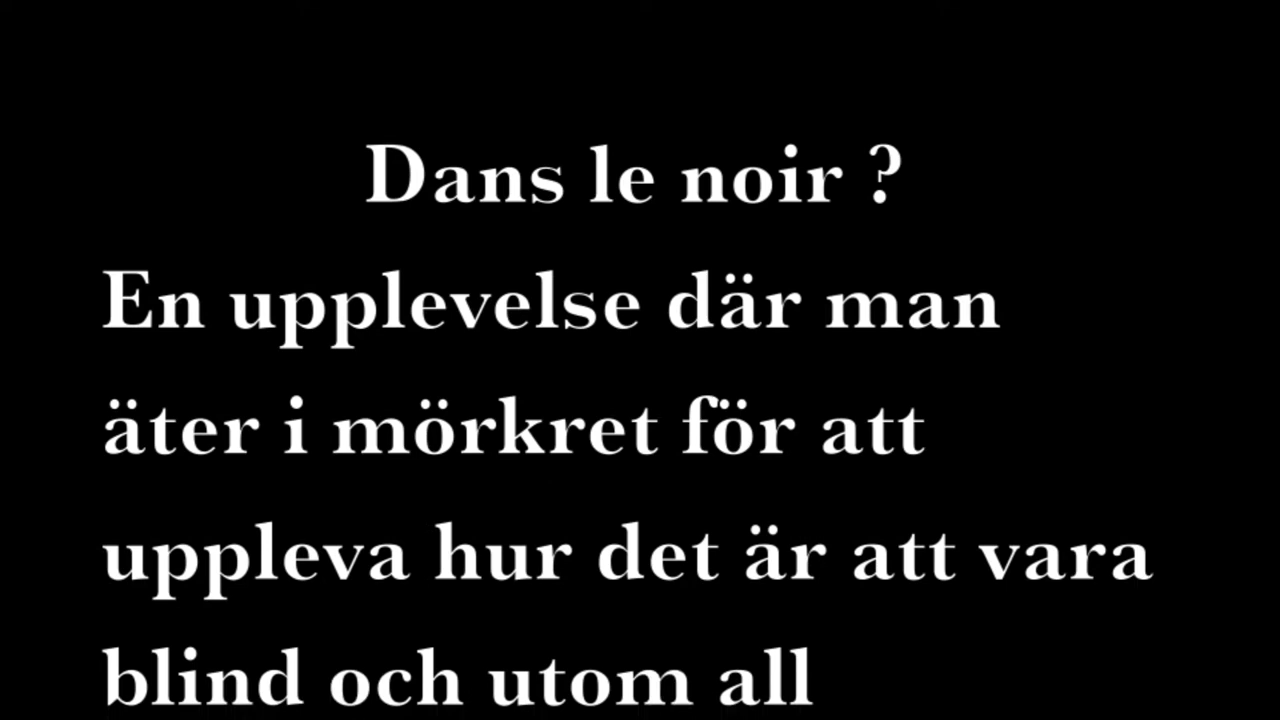 Dans le noir ?
En upplevelse där man
äter i mörkret för att
uppleva hur det är att vara
blind och utom all